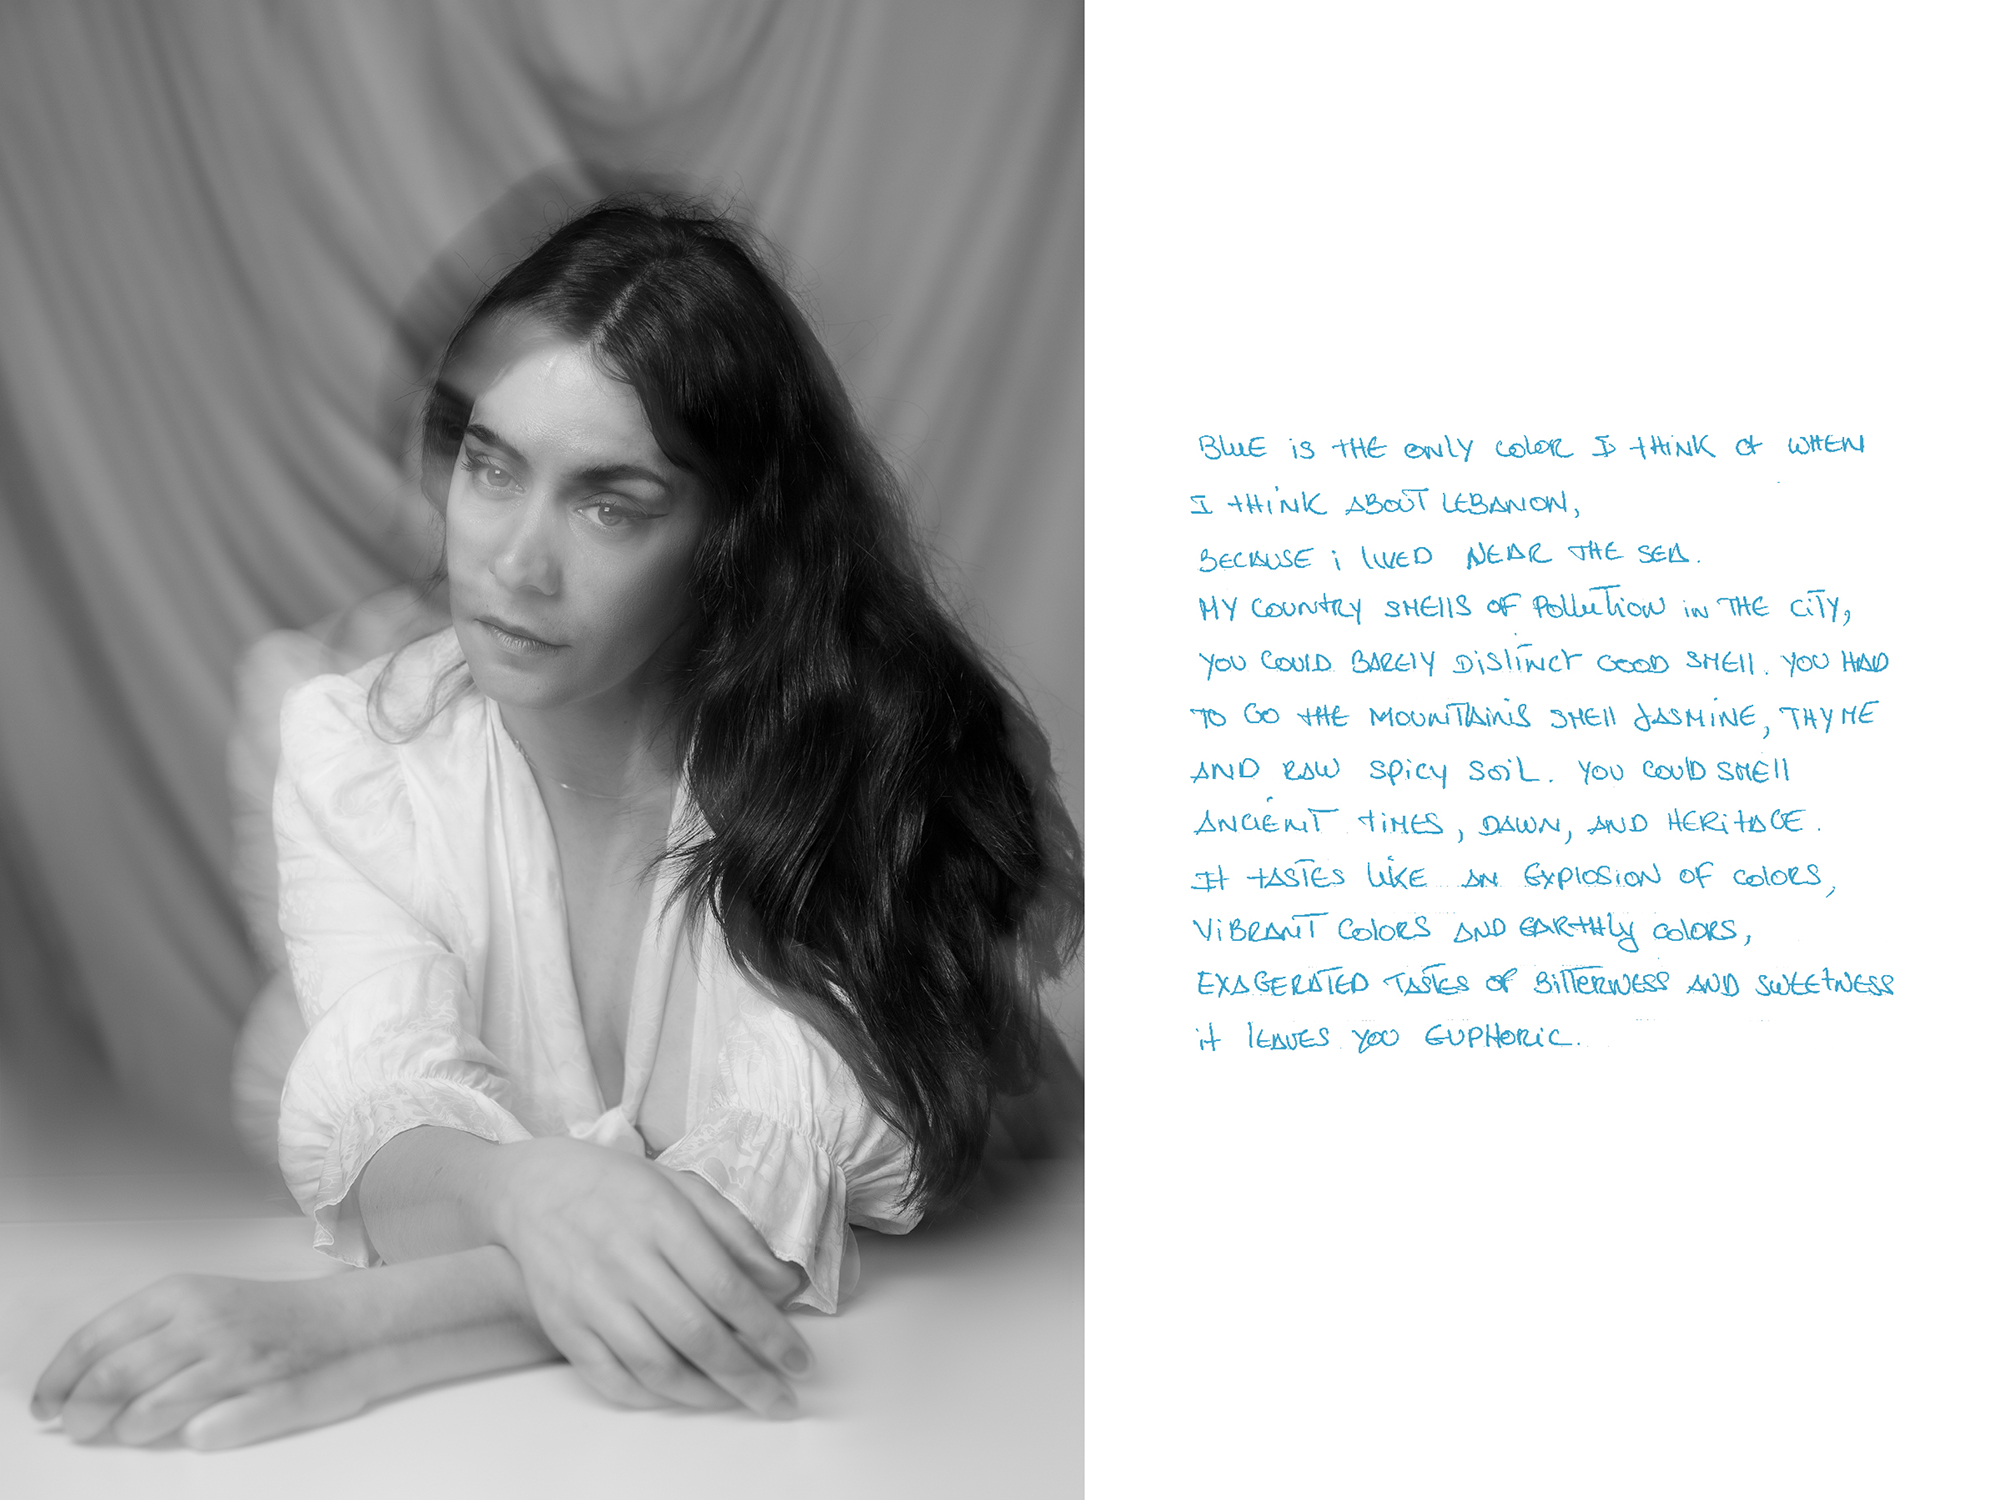 BLUE is THE ONLY COLOR I THINK of WHEN
I THINK ABOUT LEBANON,
BECAUSE i LIVED NEAR THE SEA.
MY COUNTRY SMELLS OF POLLUTION in THE CITY,
YOU COULD BARELY DISTINCT GOOD SMELL. YOU HAD
TO GO THE MOUNTAINS SMELL JASMINE, THYME
AND RAW SPICY SOIL. YOU COULD SMELL
ANCIENT TIMES, DAWN, AND HERITAGE.
IT TASTES LIKE AN EXPLOSION OF COLORS,
VIBRANT COLORS AND EARTHLY COLORS,
EXAGERATED TASTES OF BITTERNESS AND SWEETNESS
it LEAVES YOU EUPHORIC.